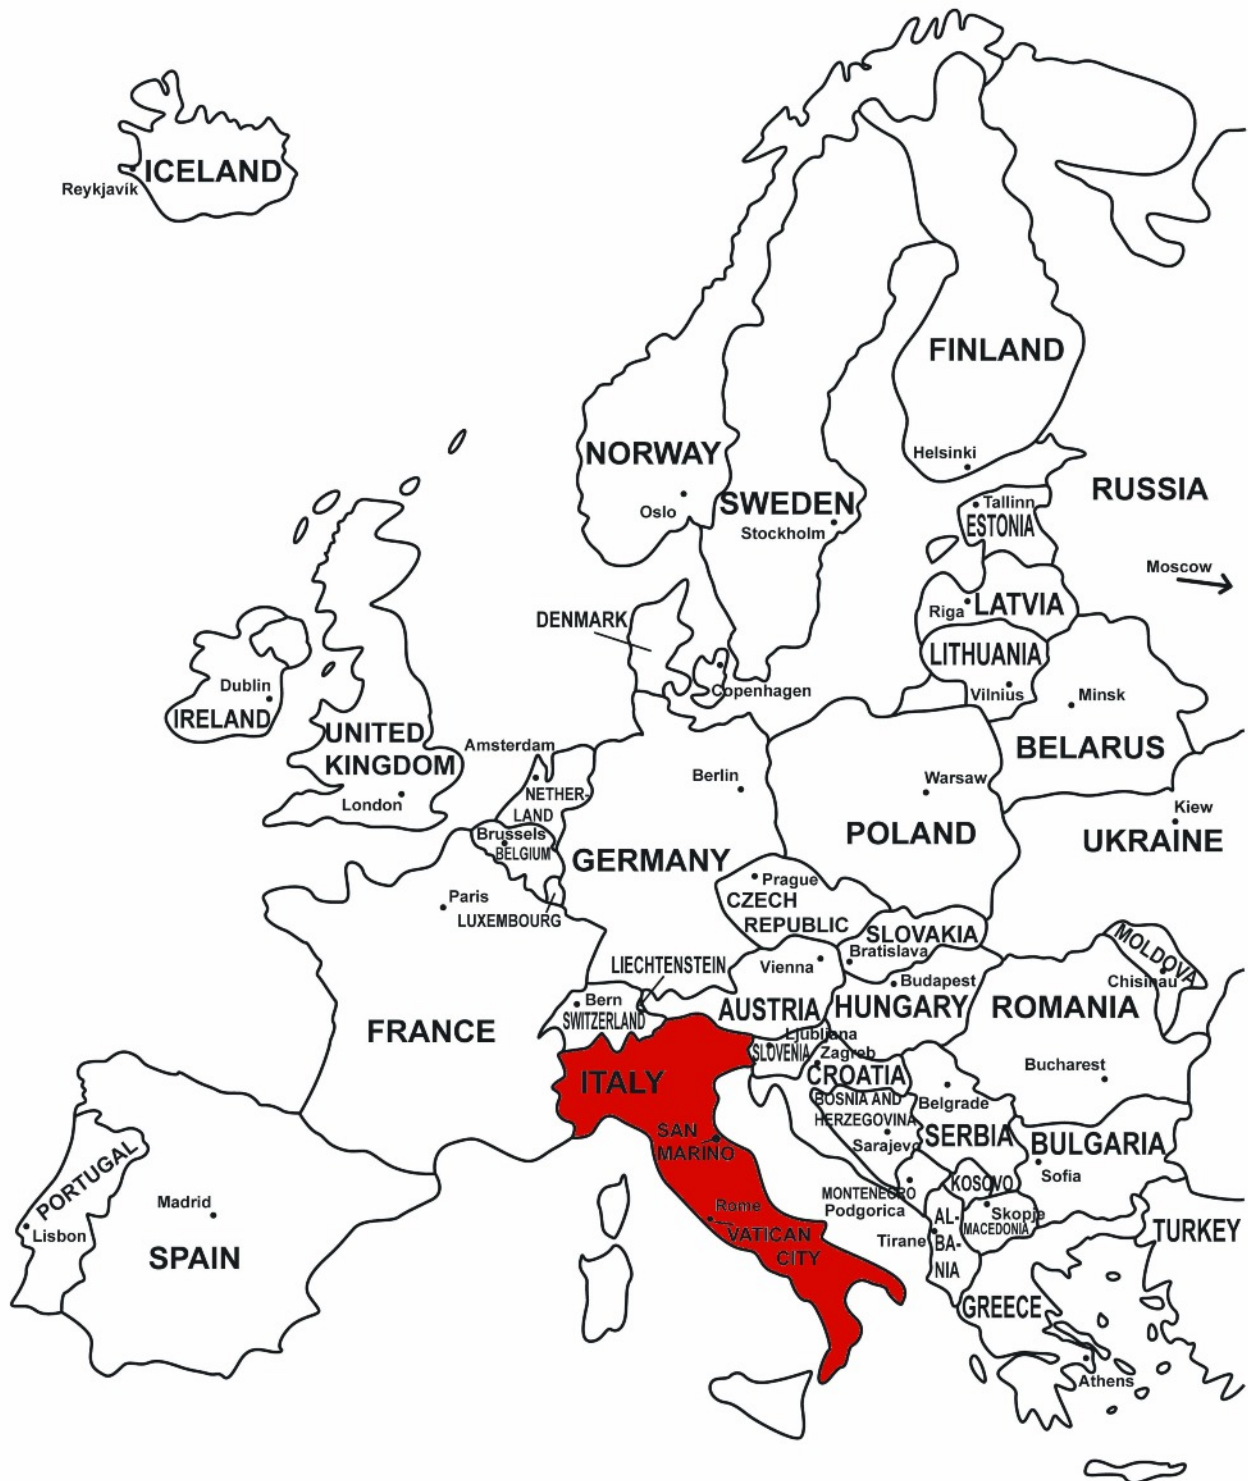 ICELAND
Reykjavik
FINLAND
NORWAY
Helsinki
RUSSIA
SWEDEN
Oslo
Tallinn
Stockholm
ESTONIA
Moscow
DENMARK
Riga
LATVIA
LITHUANIA
Dublin
Copenhagen
Vilnius
Minsk
IRELAND
UNITED
KINGDOM
Amsterdam
BELARUS
London
NETHER-
LAND
Berlin
Warsaw
Kiew
Brussels
BELGIUM
GERMANY
POLAND
UKRAINE
Paris
LUXEMBOURG
Prague
CZECH
REPUBLIC
SLOVAKIA
Bratislava
MOLDOVA
Chisinau
LIECHTENSTEIN
Vienna
Budapest
Bern
SWITZERLAND
AUSTRIA
HUNGARY
ROMANIA
FRANCE
Ljubljana
SLOVENIA
Zagreb
CROATIA
Bucharest
ITALY
BOSNIA AND
HERZEGOVINA
Sarajevo
Belgrade
SERBIA
BULGARIA
Sofia
SAN
MARINO
PORTUGAL
Madrid
Lisbon
SPAIN
MONTENEGRO
Podgorica
KOSOVO
Skopje
MACEDONIA
Rome
VATICAN
CITY
Tirane
AL-
BA-
NIA
TURKEY
GREECE
Athens